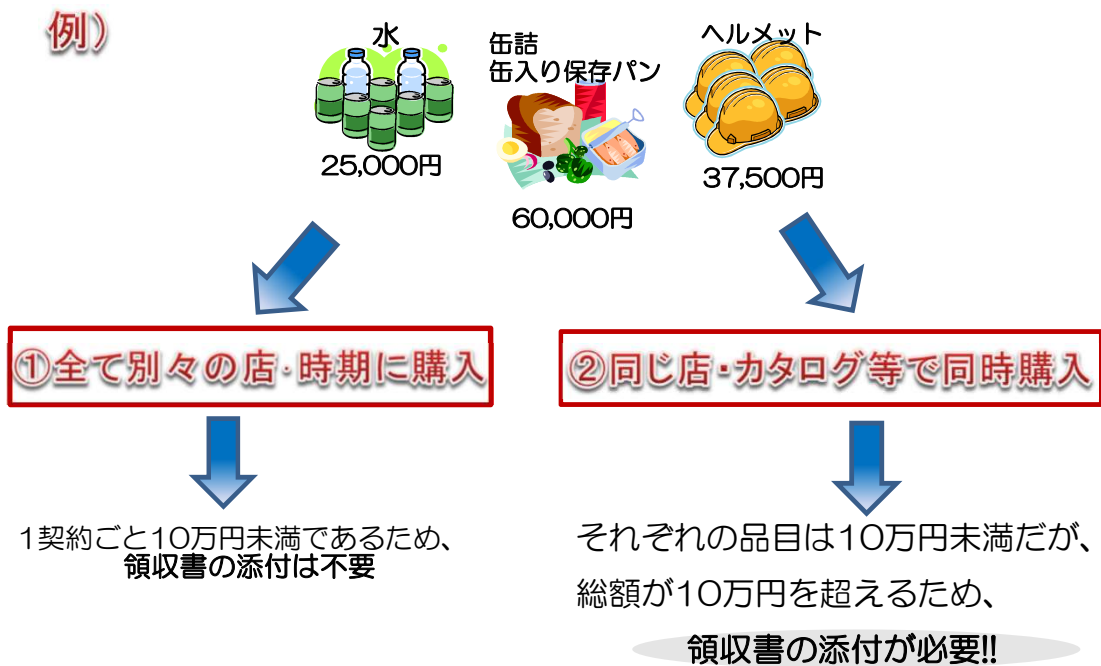 例）
水
25,000円
缶詰
缶入り保存パン
60,000円
ヘルメット
37,500円
①全て別々の店・時期に購入
1契約ごと10万円未満であるため、
領収書の添付は不要
②同じ店・カタログ等で同時購入
それぞれの品目は10万円未満だが、
総額が10万円を超えるため、
領収書の添付が必要!!